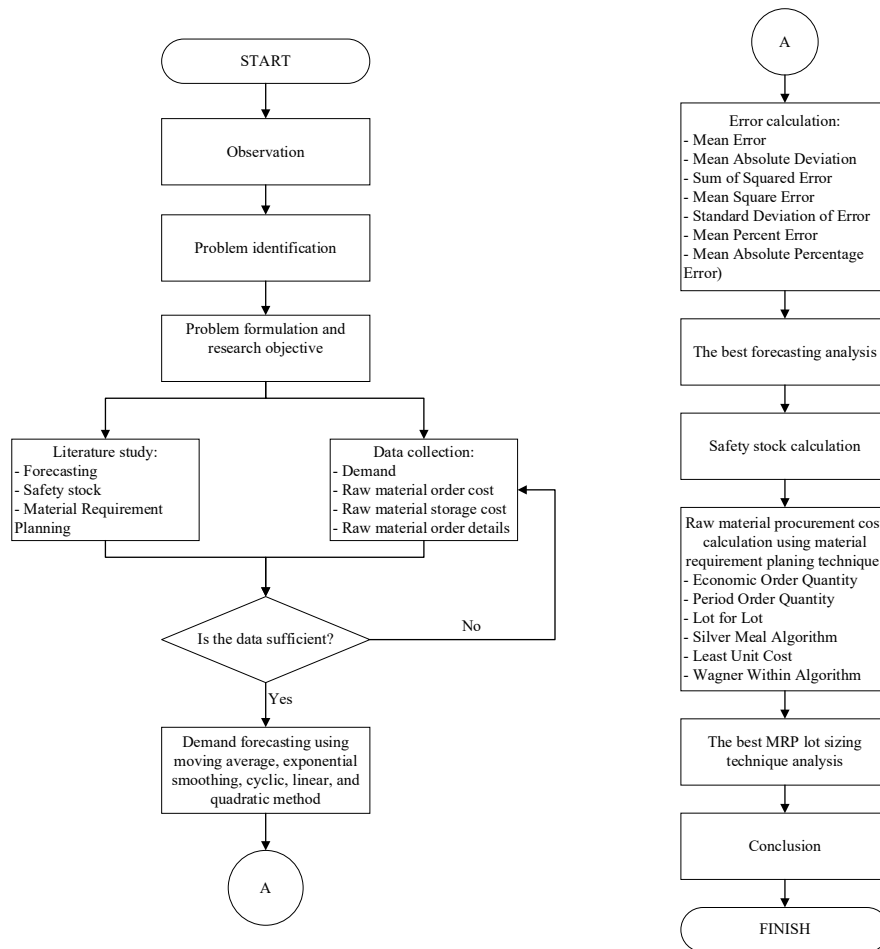 START
Observation
Problem identification
Problem formulation and
research objective
Literature study:
- Forecasting
- Safety stock
- Material Requirement
Planning
Data collection:
- Demand
- Raw material order cost
- Raw material storage cost
- Raw material order details
Is the data sufficient?
No
Yes
Demand forecasting using
moving average, exponential
smoothing, cyclic, linear, and
quadratic method
A
A
Error calculation:
- Mean Error
- Mean Absolute Deviation
- Sum of Squared Error
- Mean Square Error
- Standard Deviation of Error
- Mean Percent Error
- Mean Absolute Percentage
Error)
The best forecasting analysis
Safety stock calculation
Raw material procurement cos
calculation using material
requirement planing technique
- Economic Order Quantity
- Period Order Quantity
- Lot for Lot
- Silver Meal Algorithm
- Least Unit Cost
- Wagner Within Algorithm
The best MRP lot sizing
technique analysis
Conclusion
FINISH